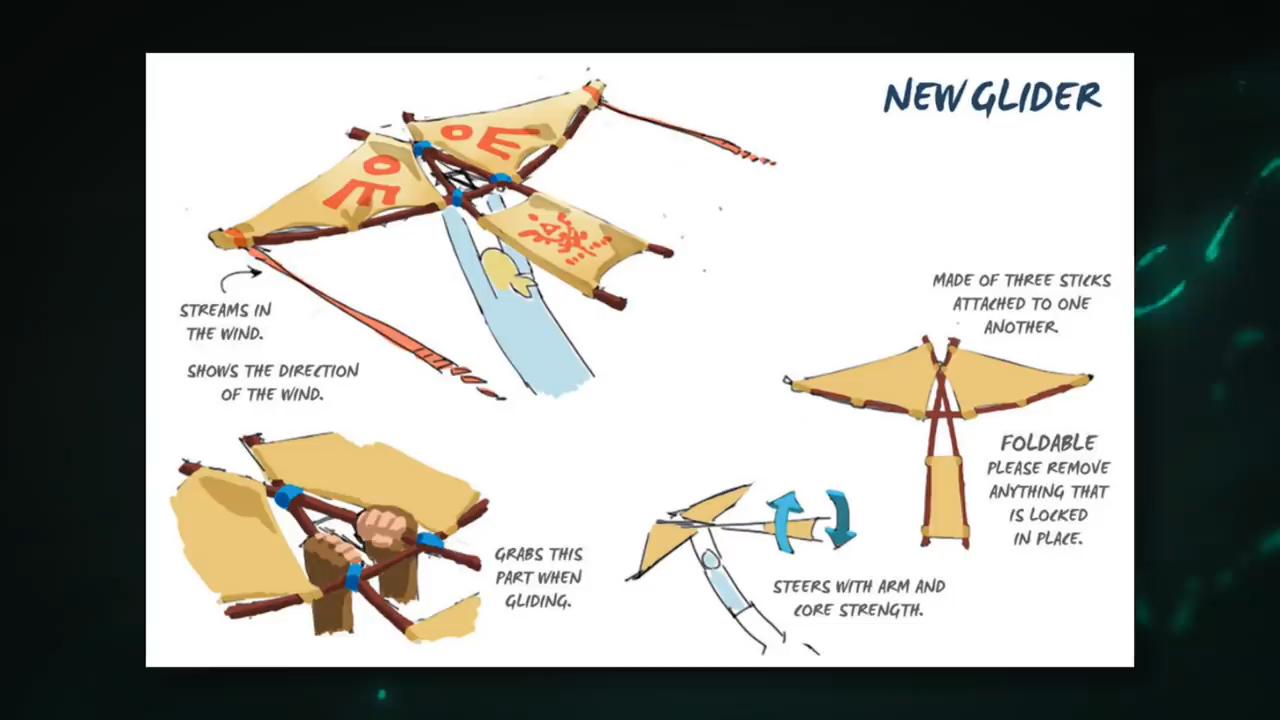 NEW GLIDER
STREAMS IN
THE WIND.
SHOWS THE DIRECTION
OF THE WIND.
MADE OF THREE STICKS
ATTACHED TO ONE
ANOTHER.
FOLDABLE
PLEASE REMOVE
ANYTHING THAT
IS LOCKED
IN PLACE.
GRABS THIS
PART WHEN
GLIDING.
STEERS WITH ARM AND
CORE STRENGTH.